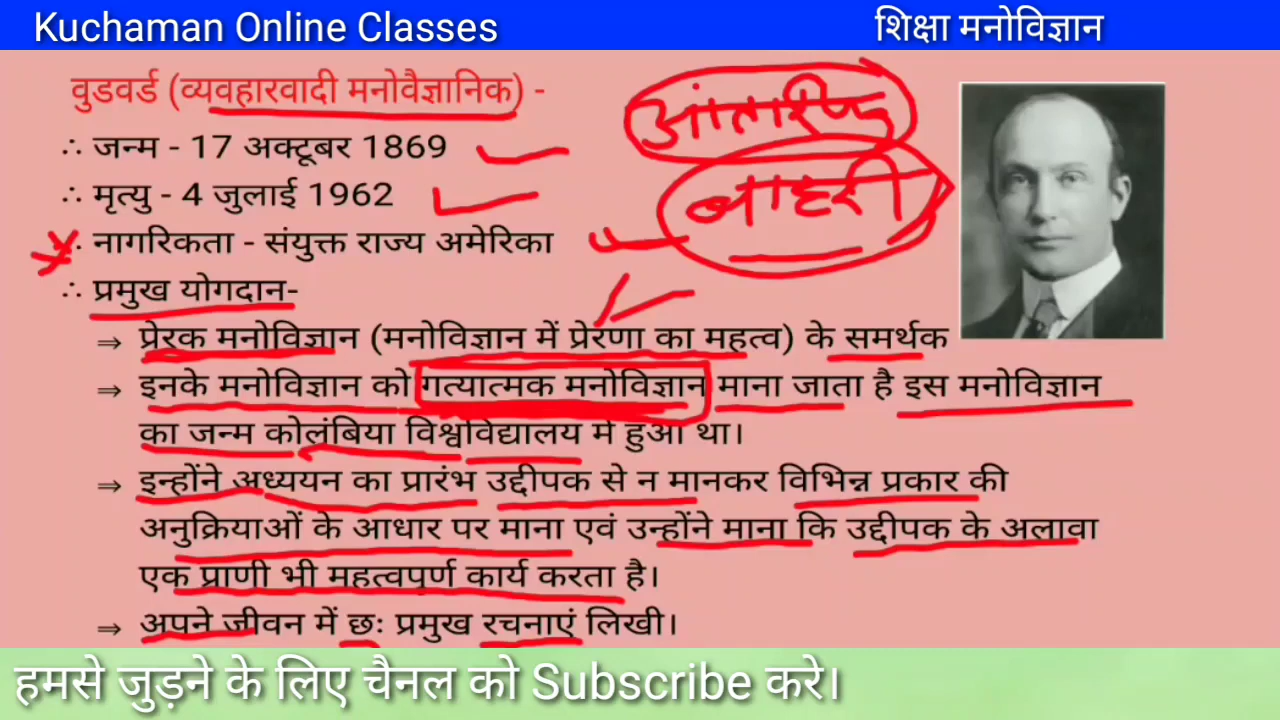 Kuchaman Online Classes
शिक्षा मनोविज्ञान
वुडवर्ड (व्यवहारवादी मनोवैज्ञानिक) -
∴ जन्म - 17 अक्टूबर 1869
∴ मृत्यु - 4 जुलाई 1962
∴ नागरिकता - संयुक्त राज्य अमेरिका
∴ प्रमुख योगदान-
⇒ प्रेरक मनोविज्ञान (मनोविज्ञान में प्रेरणा का महत्व) के समर्थक
⇒ इनके मनोविज्ञान को गत्यात्मक मनोविज्ञान माना जाता है इस मनोविज्ञान
का जन्म कोलंबिया विश्वविद्यालय में हुआ था।
⇒ इन्होंने अध्ययन का प्रारंभ उद्दीपक से न मानकर विभिन्न प्रकार की
अनुक्रियाओं के आधार पर माना एवं उन्होंने माना कि उद्दीपक के अलावा
एक प्राणी भी महत्वपूर्ण कार्य करता है।
⇒ अपने जीवन में छः प्रमुख रचनाएं लिखी।
आंतरिक
बाहरी
हमसे जुड़ने के लिए चैनल को Subscribe करे।